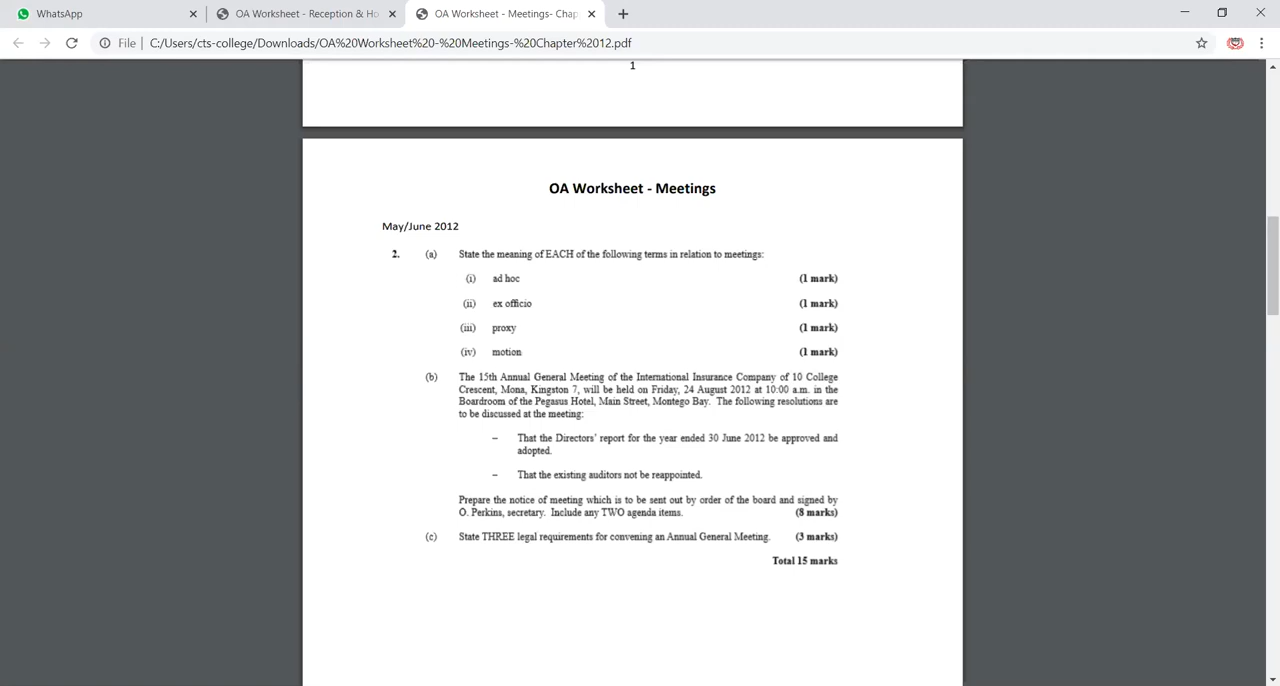 WhatsApp
OA Worksheet - Reception & Ho
OA Worksheet - Meetings- Chap
File
C:/Users/cts-college/Downloads/OA%20Worksheet%20-%20Meetings-%20Chapter%2012.pdf
1
OA Worksheet - Meetings
May/June 2012
2. (a) State the meaning of EACH of the following terms in relation to meetings:
(i) ad hoc (1 mark)
(ii) ex officio (1 mark)
(iii) proxy (1 mark)
(iv) motion (1 mark)
(b) The 15th Annual General Meeting of the International Insurance Company of 10 College
Crescent, Mona, Kingston 7, will be held on Friday, 24 August 2012 at 10:00 a.m. in the
Boardroom of the Pegasus Hotel, Main Street, Montego Bay. The following resolutions are
to be discussed at the meeting:
– That the Directors' report for the year ended 30 June 2012 be approved and
adopted.
– That the existing auditors not be reappointed.
Prepare the notice of meeting which is to be sent out by order of the board and signed by
O. Perkins, secretary. Include any TWO agenda items. (8 marks)
(c) State THREE legal requirements for convening an Annual General Meeting. (3 marks)
Total 15 marks